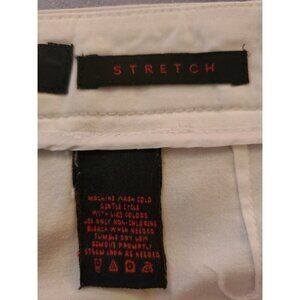 STRETCH
MACHINE WASH COLD
GENTLE CYCLE
WITH LIKE COLORS
USE ONLY NON-CHLORINE
BLEACH WHEN NEEDED
TUMBLE DRY LOW
REMOVE PROMPTLY
STEAM IRON AS NEEDED